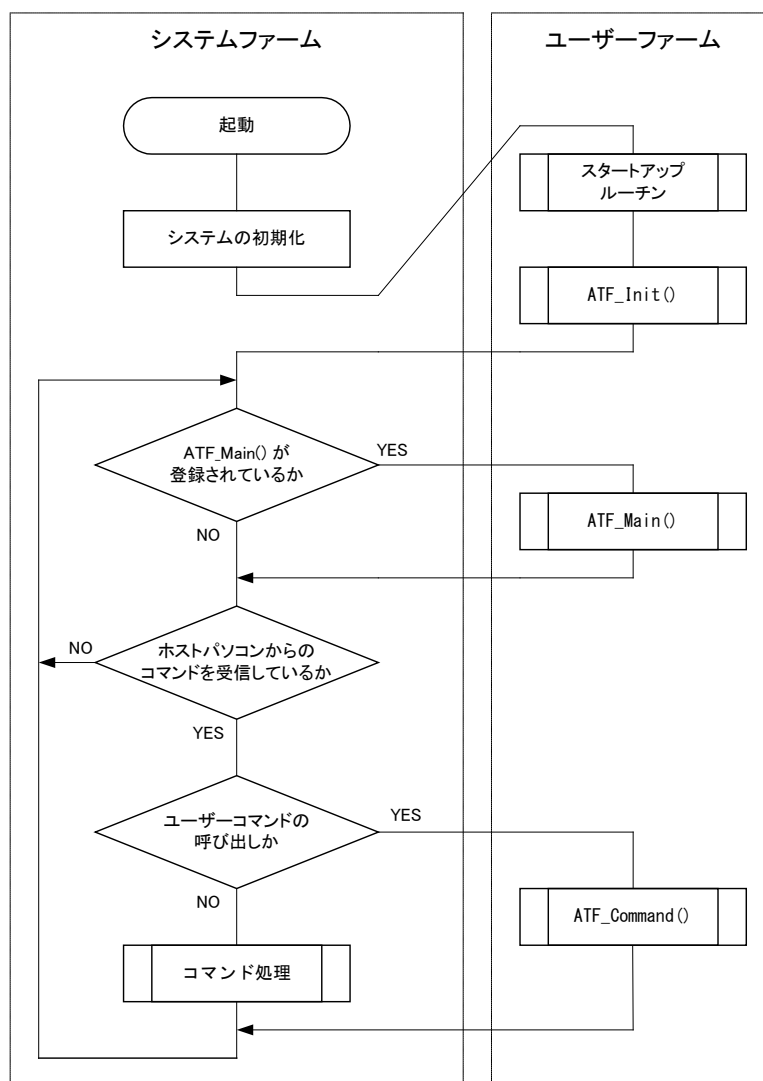 システムファーム
ユーザーファーム
起動
スタートアップ
ルーチン
システムの初期化
ATF_Init()
ATF_Main() が
登録されているか
YES
ATF_Main()
NO
ホストパソコンからの
コマンドを受信しているか
NO
YES
ユーザーコマンドの
呼び出しか
YES
NO
ATF_Command()
コマンド処理